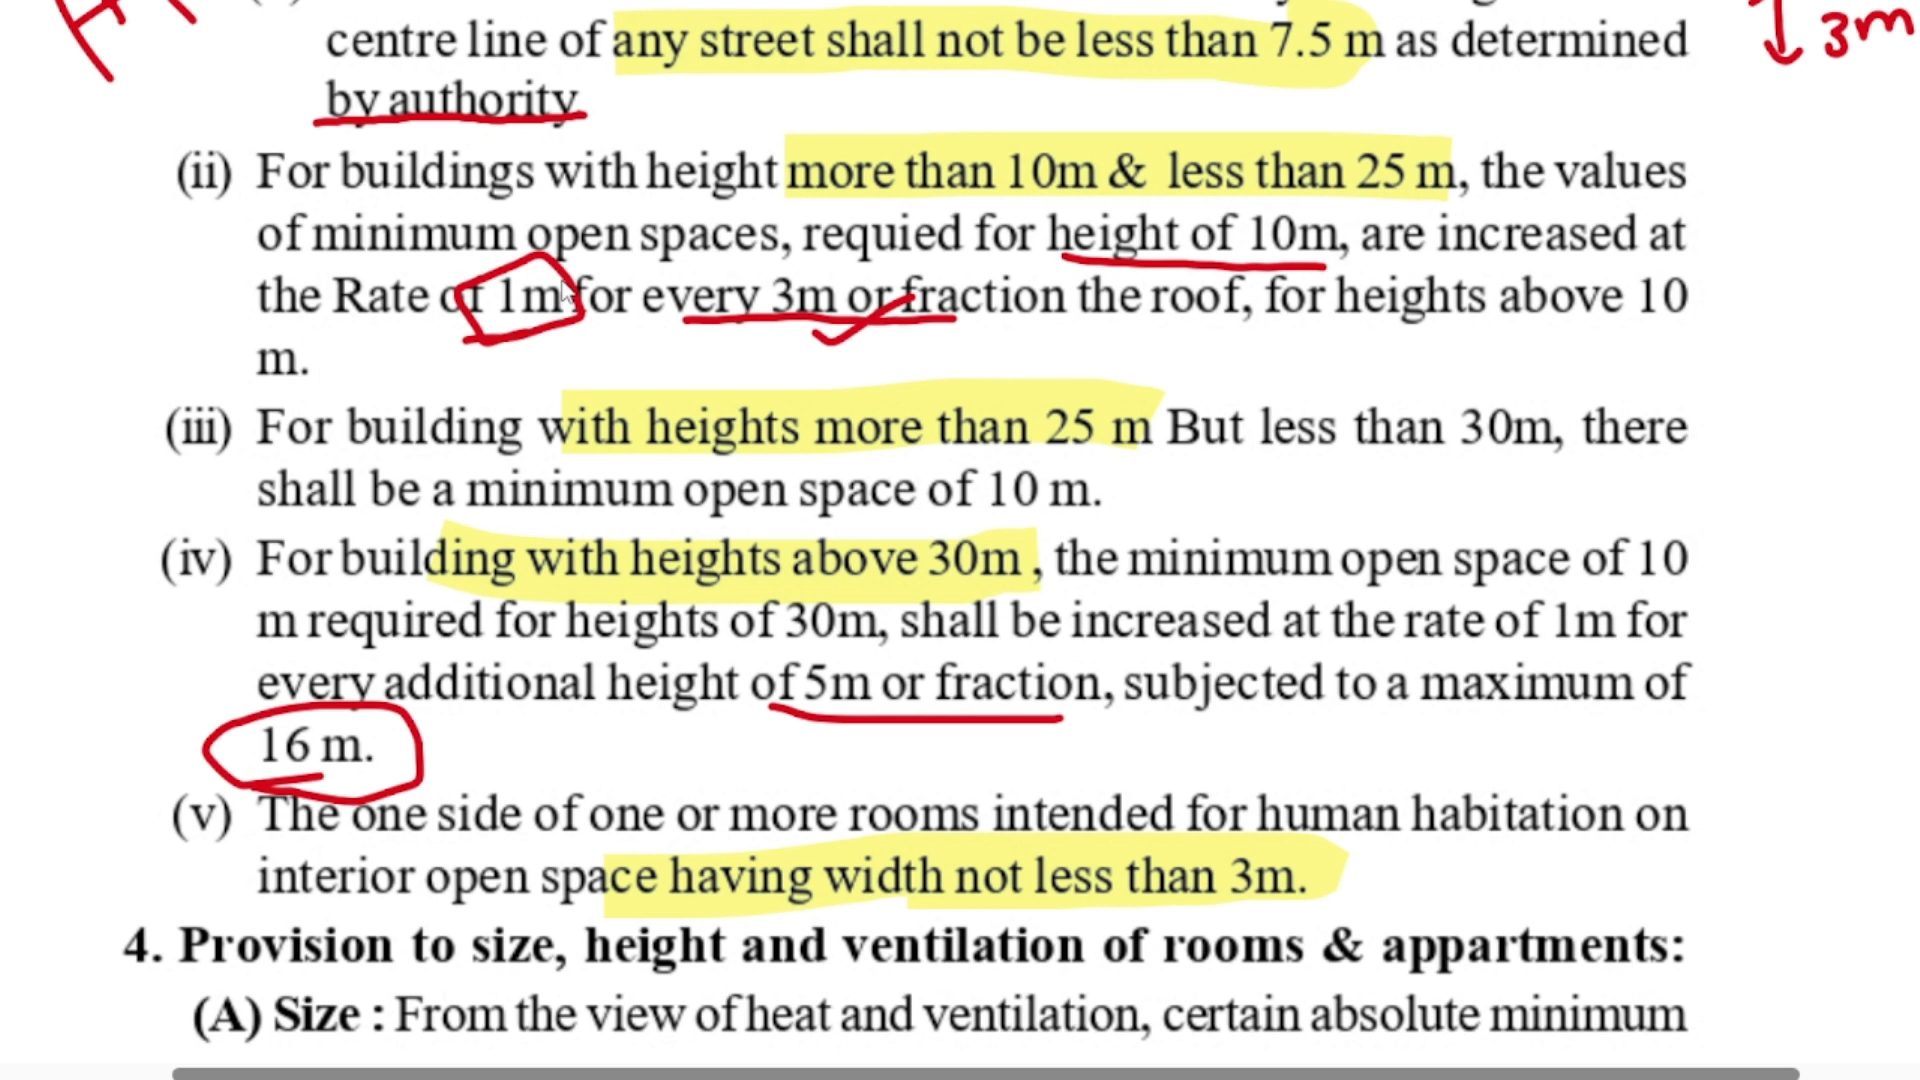 centre line of any street shall not be less than 7.5 m as determined
3m
by authority
(ii) For buildings with height more than 10m & less than 25 m, the values
of minimum open spaces, requied for height of 10m, are increased at
the Rate of 1m for every 3m or fraction the roof, for heights above 10
m.
(iii) For building with heights more than 25 m But less than 30m, there
shall be a minimum open space of 10 m.
(iv) For building with heights above 30m , the minimum open space of 10
m required for heights of 30m, shall be increased at the rate of 1m for
every additional height of 5m or fraction, subjected to a maximum of
16 m.
(v) The one side of one or more rooms intended for human habitation on
interior open space having width not less than 3m.
4. Provision to size, height and ventilation of rooms & appartments:
(A) Size : From the view of heat and ventilation, certain absolute minimum